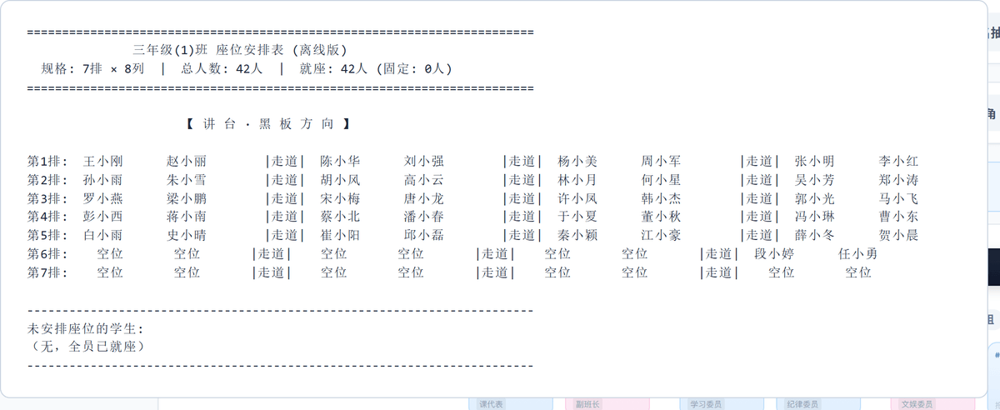 ========================================================================
三年级(1)班 座位安排表 (离线版)
规格: 7排 × 8列 | 总人数: 42人 | 就座: 42人 (固定: 0人)
========================================================================
【 讲 台 · 黑 板 方 向 】
第1排: 王小刚 赵小丽 |走道| 陈小华 刘小强 |走道| 杨小美 周小军 |走道| 张小明 李小红
第2排: 孙小雨 朱小雪 |走道| 胡小风 高小云 |走道| 林小月 何小星 |走道| 吴小芳 郑小涛
第3排: 罗小燕 梁小鹏 |走道| 宋小梅 唐小龙 |走道| 许小凤 韩小杰 |走道| 郭小光 马小飞
第4排: 彭小西 蒋小南 |走道| 蔡小北 潘小春 |走道| 于小夏 董小秋 |走道| 冯小琳 曹小东
第5排: 白小雨 史小晴 |走道| 崔小阳 邱小磊 |走道| 秦小颖 江小豪 |走道| 薛小冬 贺小晨
第6排: 空位 空位 |走道| 空位 空位 |走道| 空位 空位 |走道| 段小婷 任小勇
第7排: 空位 空位 |走道| 空位 空位 |走道| 空位 空位 |走道| 空位 空位
------------------------------------------------------------------------
未安排座位的学生:
（无，全员已就座）
------------------------------------------------------------------------
课代表 副班长 学习委员 纪律委员 文娱委员
抽
角
组
#